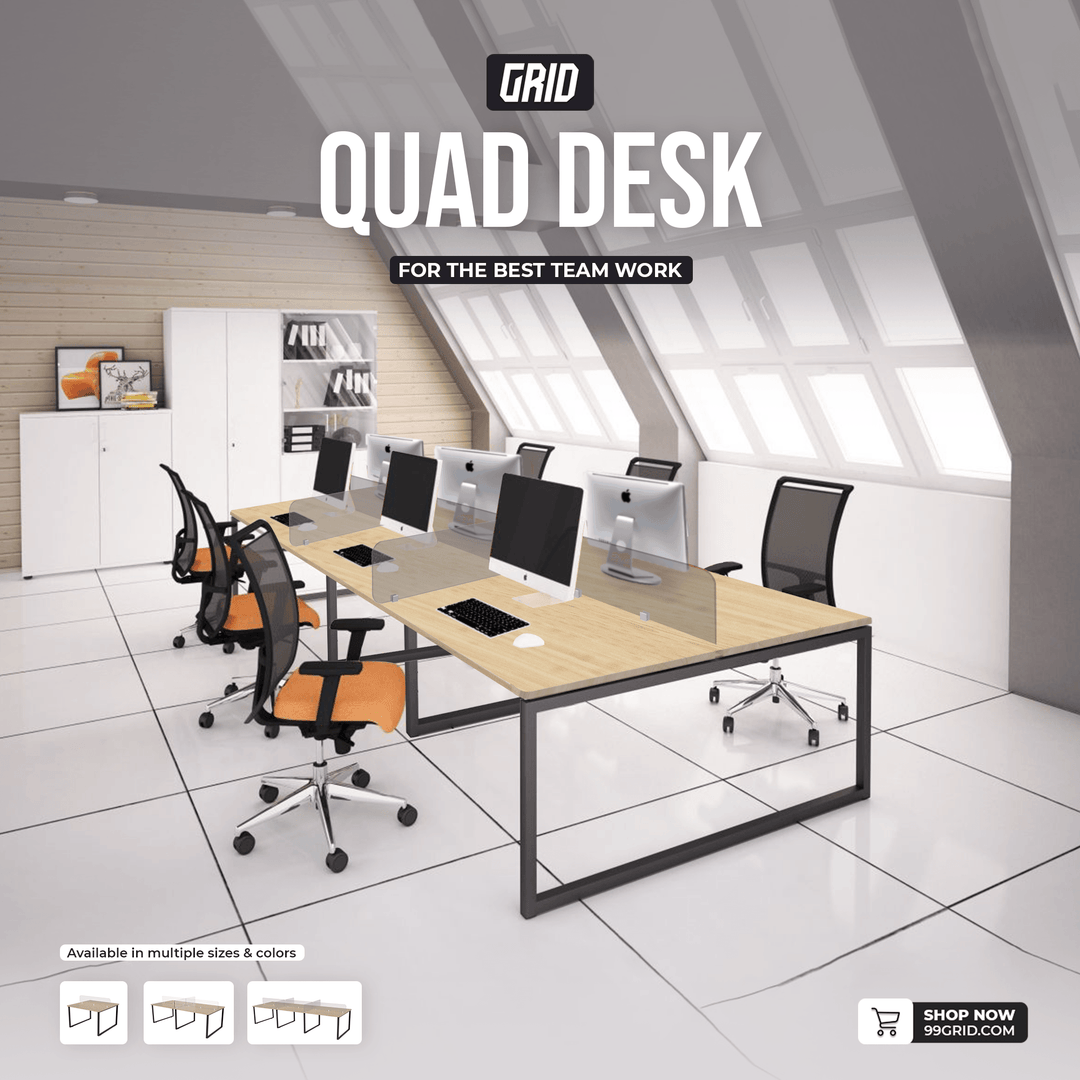 GRID
QUAD DESK
FOR THE BEST TEAM WORK
Available in multiple sizes & colors
SHOP NOW
99GRID.COM